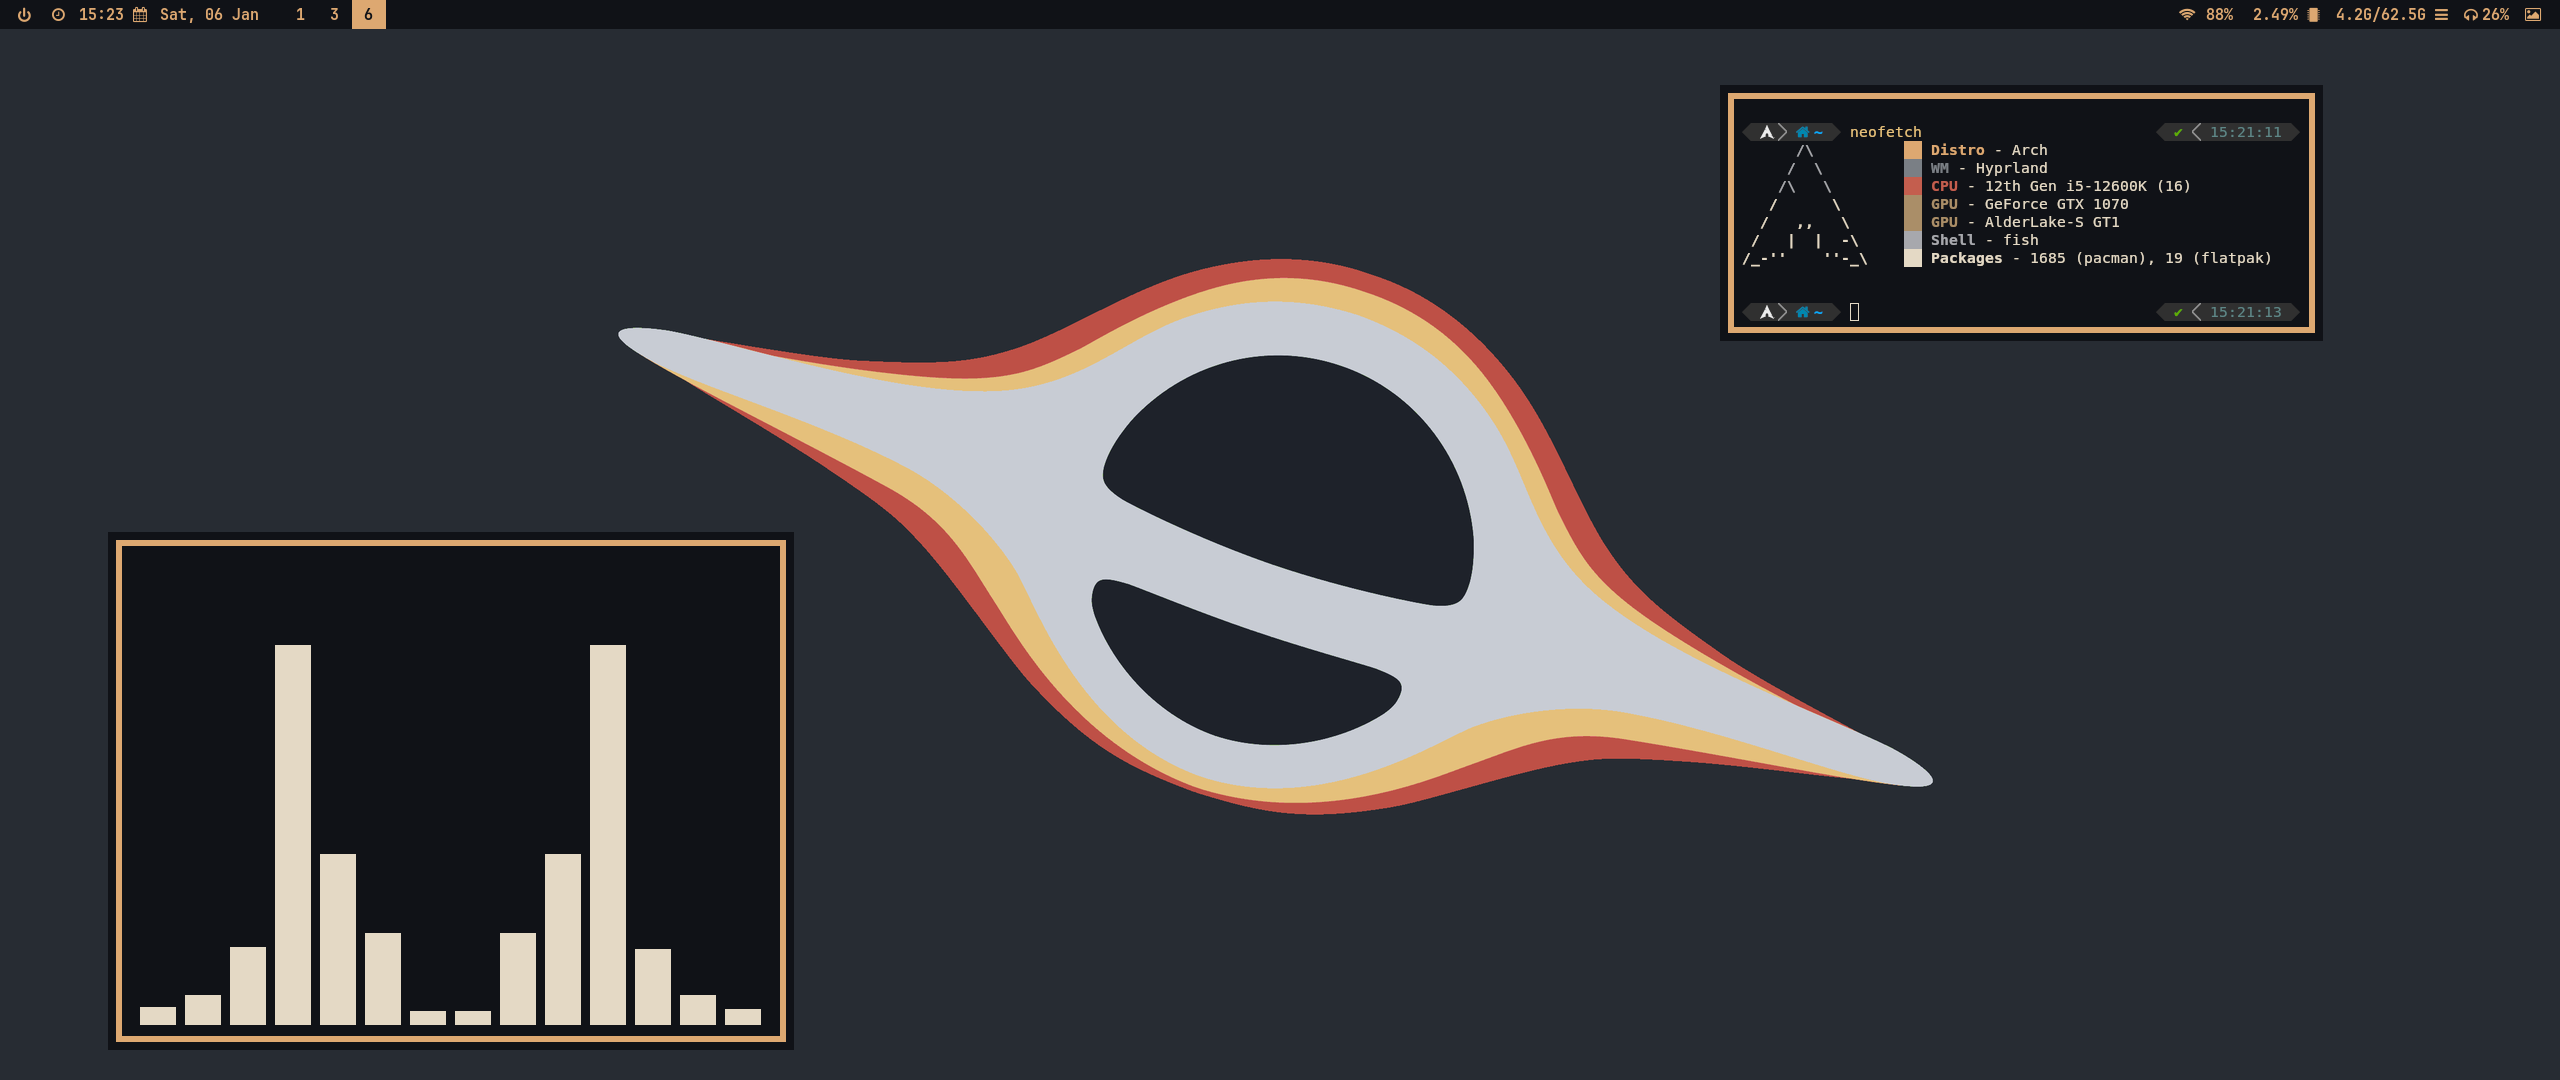 15:23 Sat, 06 Jan 1 3 6 88% 2.49% 4.2G/62.5G 26%
~ neofetch ✔ 15:21:11
Distro - Arch
WM - Hyprland
CPU - 12th Gen i5-12600K (16)
GPU - GeForce GTX 1070
GPU - AlderLake-S GT1
Shell - fish
Packages - 1685 (pacman), 19 (flatpak)
~ ✔ 15:21:13